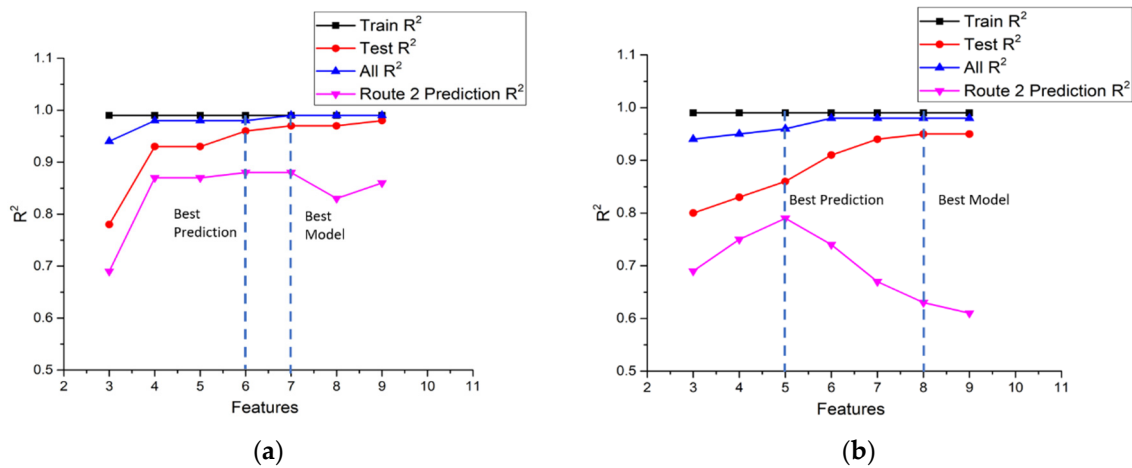 Train R²
Test R²
All R²
Route 2 Prediction R²
1.1
1.0
0.9
0.8
0.7
0.6
0.5
R²
Best
Prediction
Best
Model
2 3 4 5 6 7 8 9 10 11
Features
(a)
Train R²
Test R²
All R²
Route 2 Prediction R²
1.1
1.0
0.9
0.8
0.7
0.6
0.5
R²
Best Prediction
Best Model
2 3 4 5 6 7 8 9 10 11
Features
(b)